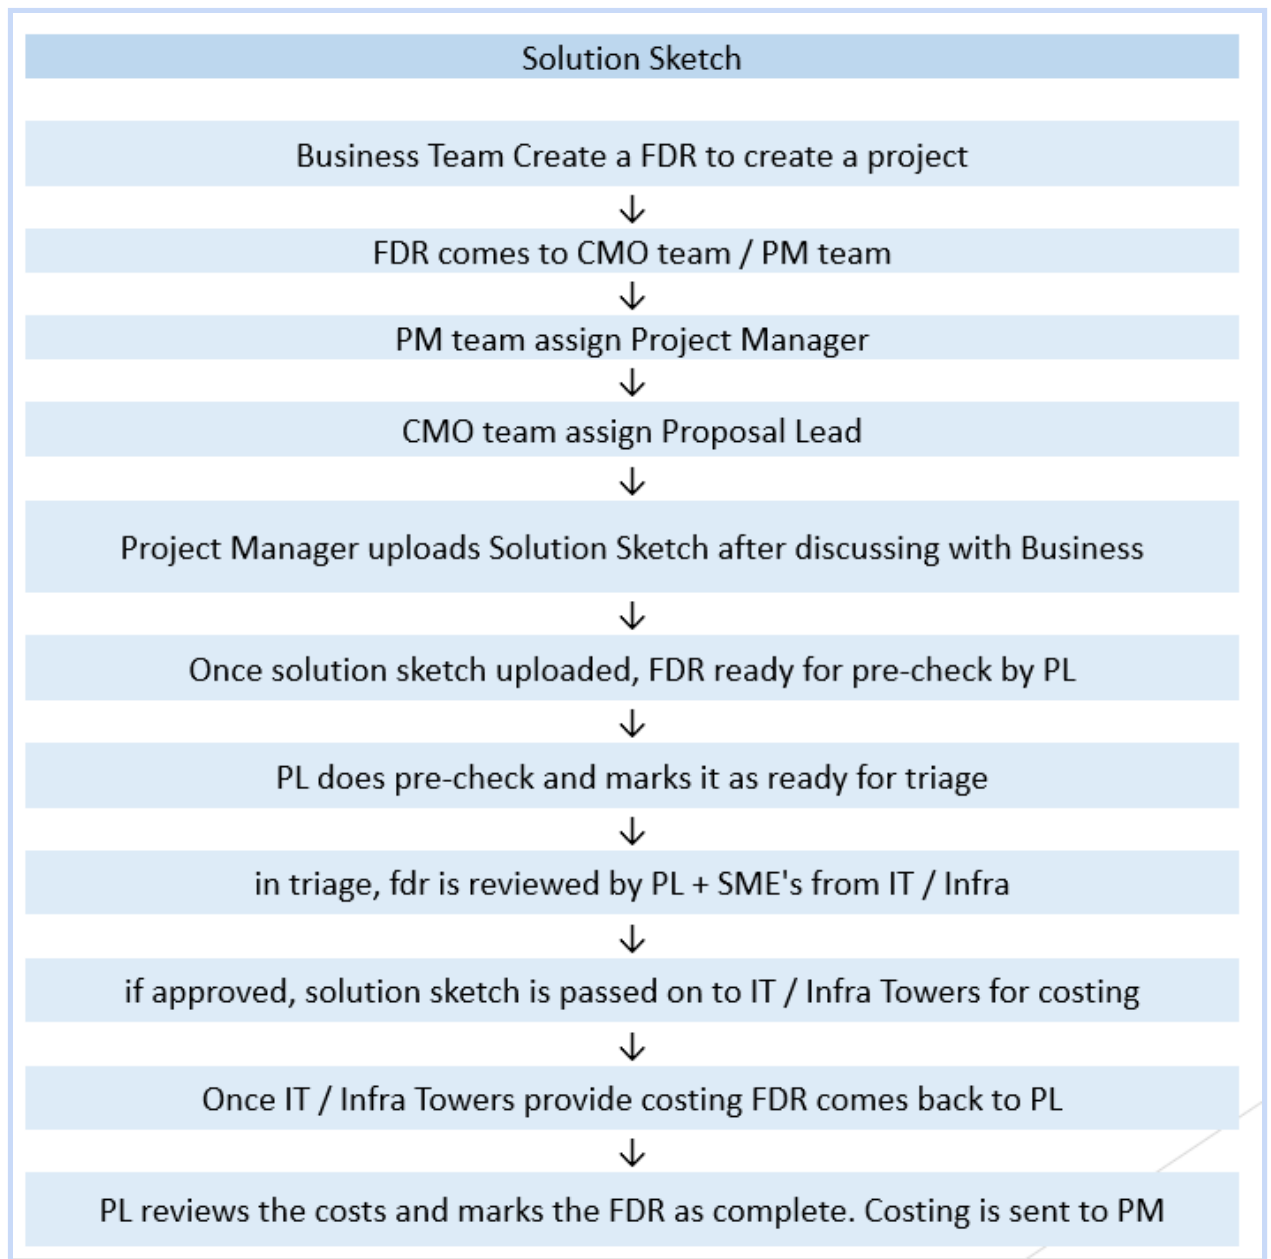 Solution Sketch
Business Team Create a FDR to create a project
FDR comes to CMO team / PM team
PM team assign Project Manager
CMO team assign Proposal Lead
Project Manager uploads Solution Sketch after discussing with Business
Once solution sketch uploaded, FDR ready for pre-check by PL
PL does pre-check and marks it as ready for triage
in triage, fdr is reviewed by PL + SME's from IT / Infra
if approved, solution sketch is passed on to IT / Infra Towers for costing
Once IT / Infra Towers provide costing FDR comes back to PL
PL reviews the costs and marks the FDR as complete. Costing is sent to PM